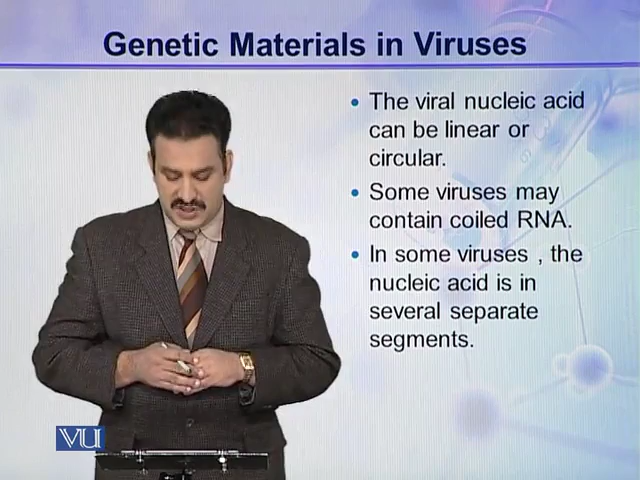 Genetic Materials in Viruses
• The viral nucleic acid
can be linear or
circular.
• Some viruses may
contain coiled RNA.
• In some viruses , the
nucleic acid is in
several separate
segments.
VU